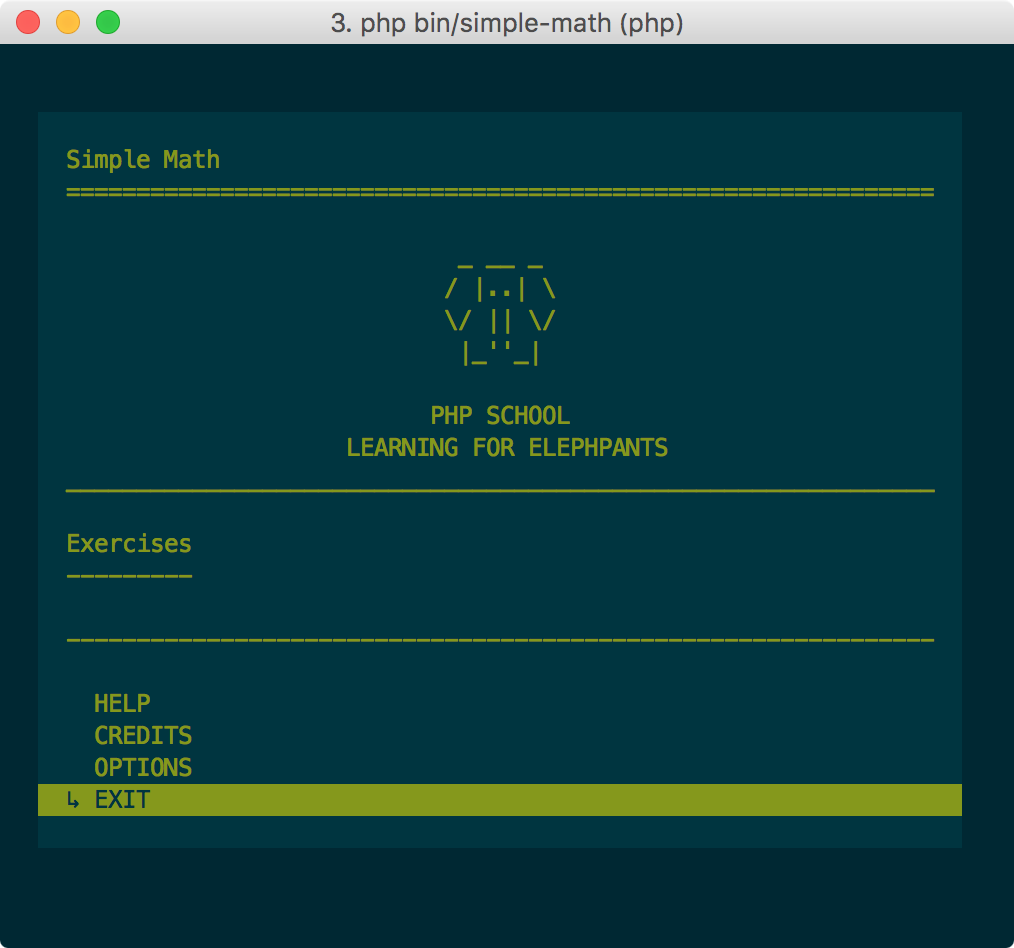 3. php bin/simple-math (php)
Simple Math
==============================================================
_ __ _
/ |..| \
\/ || \/
|_''_|
PHP SCHOOL
LEARNING FOR ELEPHPANTS
______________________________________________________________
Exercises
---------
--------------------------------------------------------------
HELP
CREDITS
OPTIONS
↳ EXIT